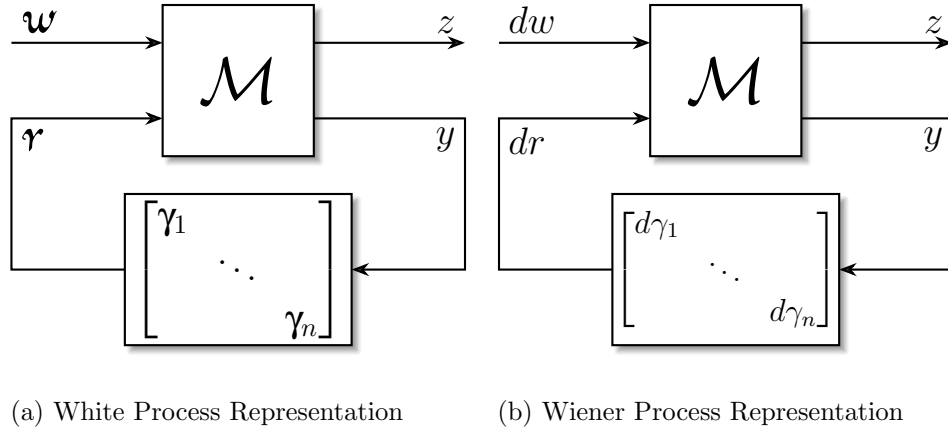 𝔀 z dw z
ℳ ℳ
𝓻 y dr y
γ₁ dγ₁
⋱ ⋱
γₙ dγₙ
(a) White Process Representation (b) Wiener Process Representation